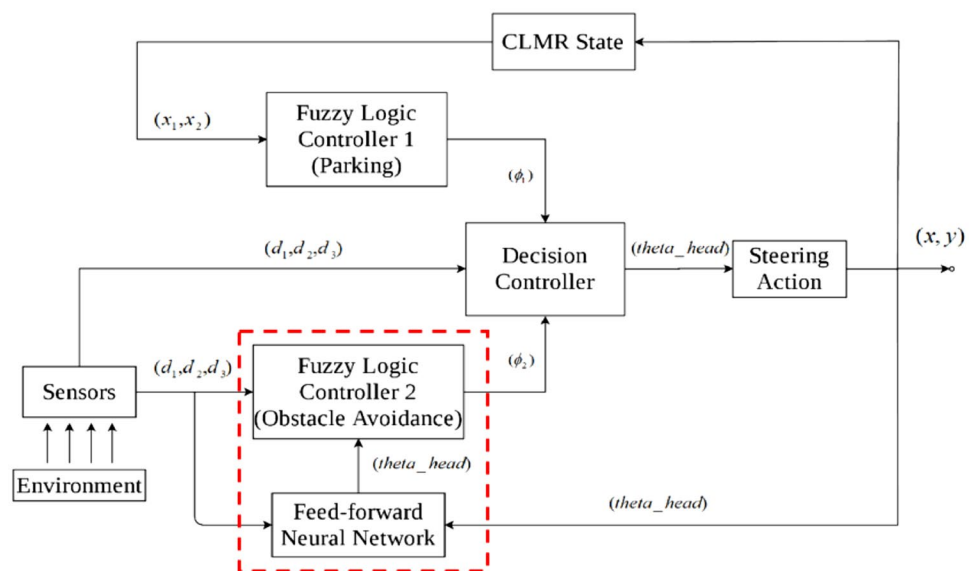 CLMR State
(x₁,x₂)
Fuzzy Logic
Controller 1
(Parking)
(ϕ₁)
(d₁,d₂,d₃)
Decision
Controller
(theta_head)
Steering
Action
(x, y)
(d₁,d₂,d₃)
Sensors
Fuzzy Logic
Controller 2
(Obstacle Avoidance)
(ϕ₂)
Environment
(theta_head)
Feed-forward
Neural Network
(theta_head)